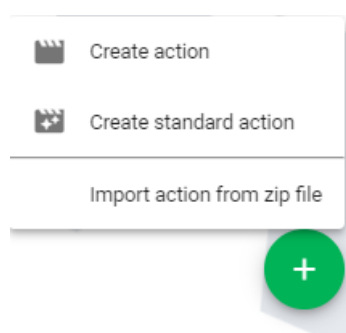 Create action
Create standard action
Import action from zip file